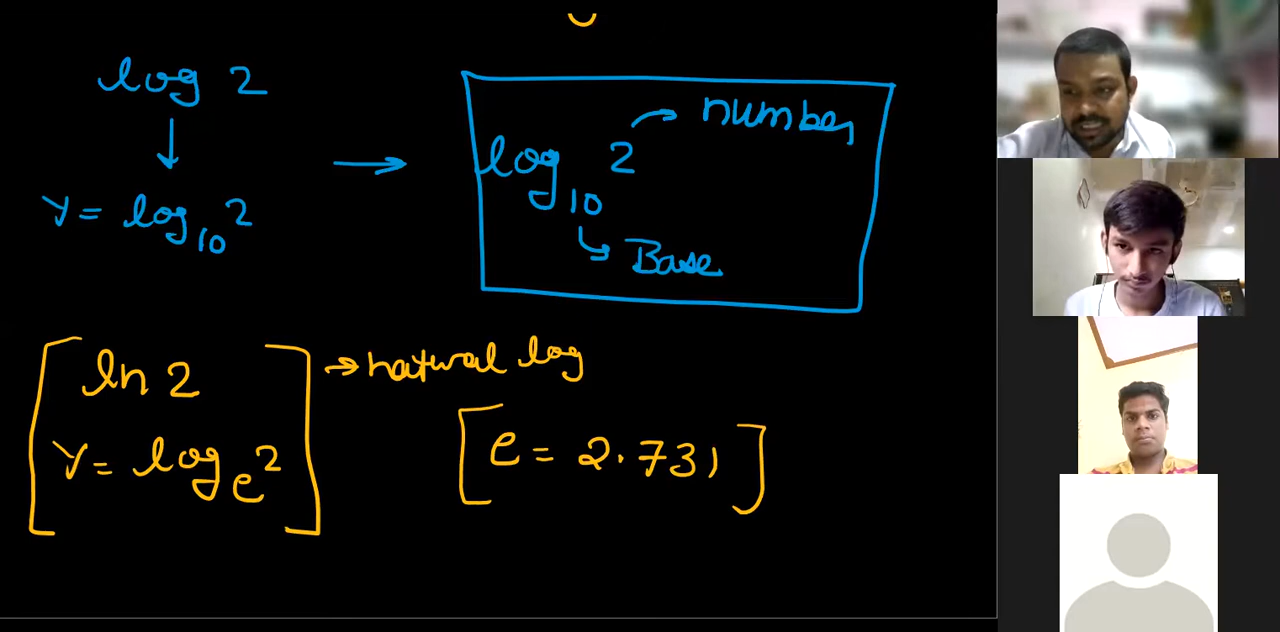 log 2
y = log₁₀ 2
log₁₀ 2
number
Base
ln 2
y = logₑ 2
natural log
e = 2.731